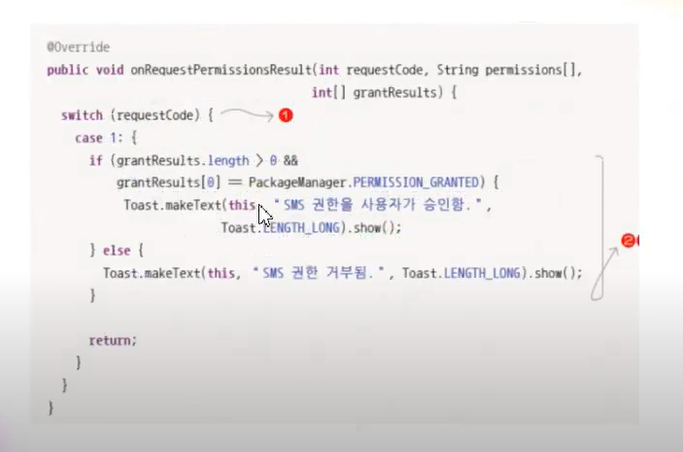 @Override
public void onRequestPermissionsResult(int requestCode, String permissions[],
int[] grantResults) {
switch (requestCode) { 1
case 1: {
if (grantResults.length > 0 &&
grantResults[0] == PackageManager.PERMISSION_GRANTED) {
Toast.makeText(this, "SMS 권한을 사용자가 승인함.",
Toast.LENGTH_LONG).show();
} else {
Toast.makeText(this, "SMS 권한 거부됨.", Toast.LENGTH_LONG).show(); 2
}
return;
}
}
}